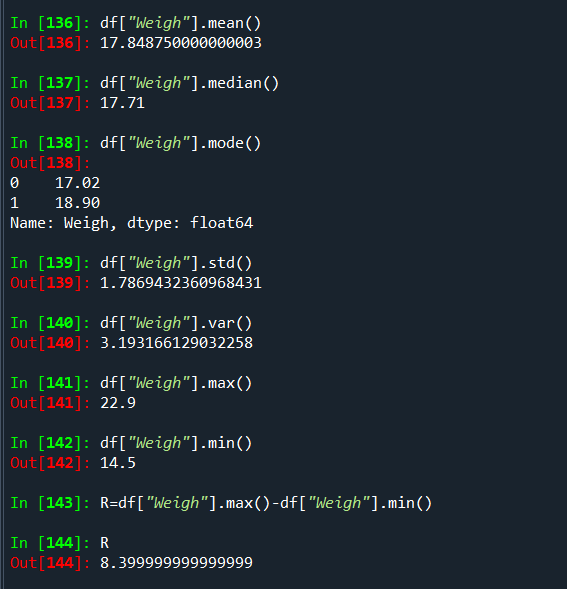 In [136]: df["Weigh"].mean()
Out[136]: 17.848750000000003
In [137]: df["Weigh"].median()
Out[137]: 17.71
In [138]: df["Weigh"].mode()
Out[138]:
0    17.02
1    18.90
Name: Weigh, dtype: float64
In [139]: df["Weigh"].std()
Out[139]: 1.7869432360968431
In [140]: df["Weigh"].var()
Out[140]: 3.193166129032258
In [141]: df["Weigh"].max()
Out[141]: 22.9
In [142]: df["Weigh"].min()
Out[142]: 14.5
In [143]: R=df["Weigh"].max()-df["Weigh"].min()
In [144]: R
Out[144]: 8.399999999999999